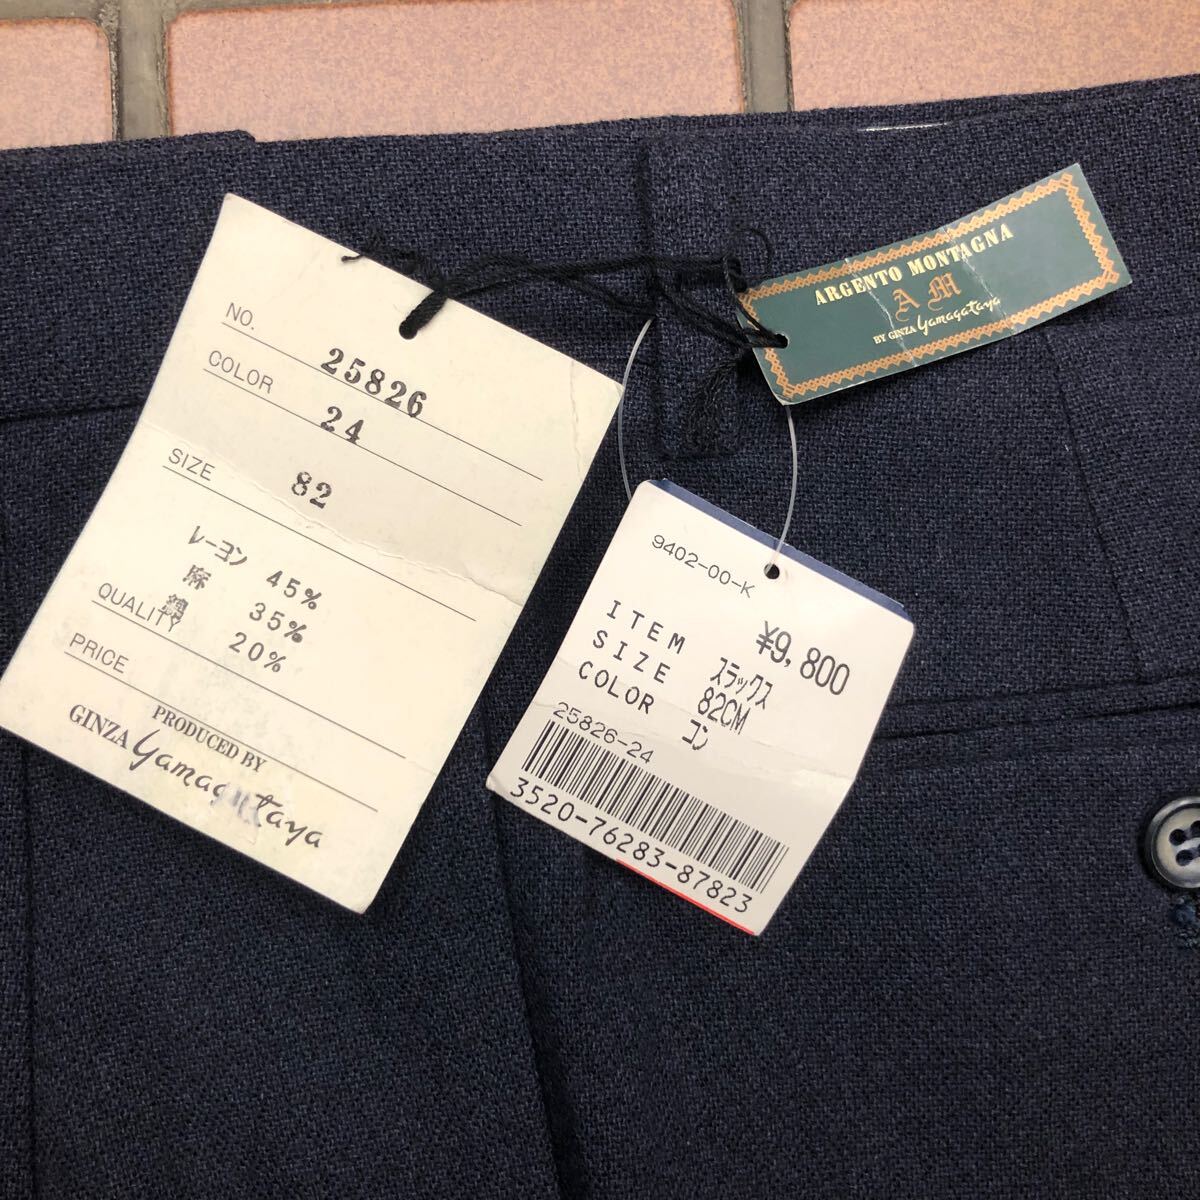 NO. 25826
COLOR 24
SIZE 82
レーヨン 45%
麻 35%
綿 20%
QUALITY
PRICE
PRODUCED BY
GINZA Yamagataya
ARGENTO MONTAGNA
A M
BY GINZA Yamagataya
9402-00-K
¥9,800
ITEM スラックス
SIZE 82CM
COLOR コン
25826-24
3520-76283-87823